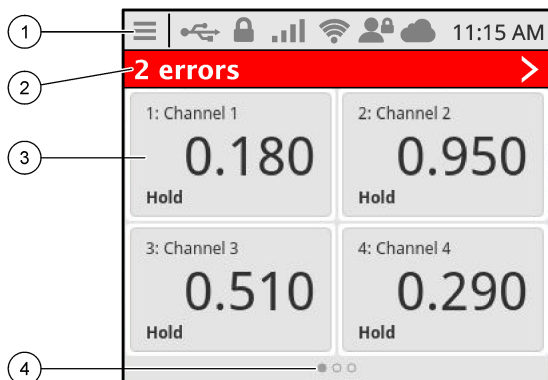 1
11:15 AM
2
2 errors
1: Channel 1
2: Channel 2
3
0.180
0.950
Hold
Hold
3: Channel 3
4: Channel 4
0.510
0.290
Hold
Hold
4